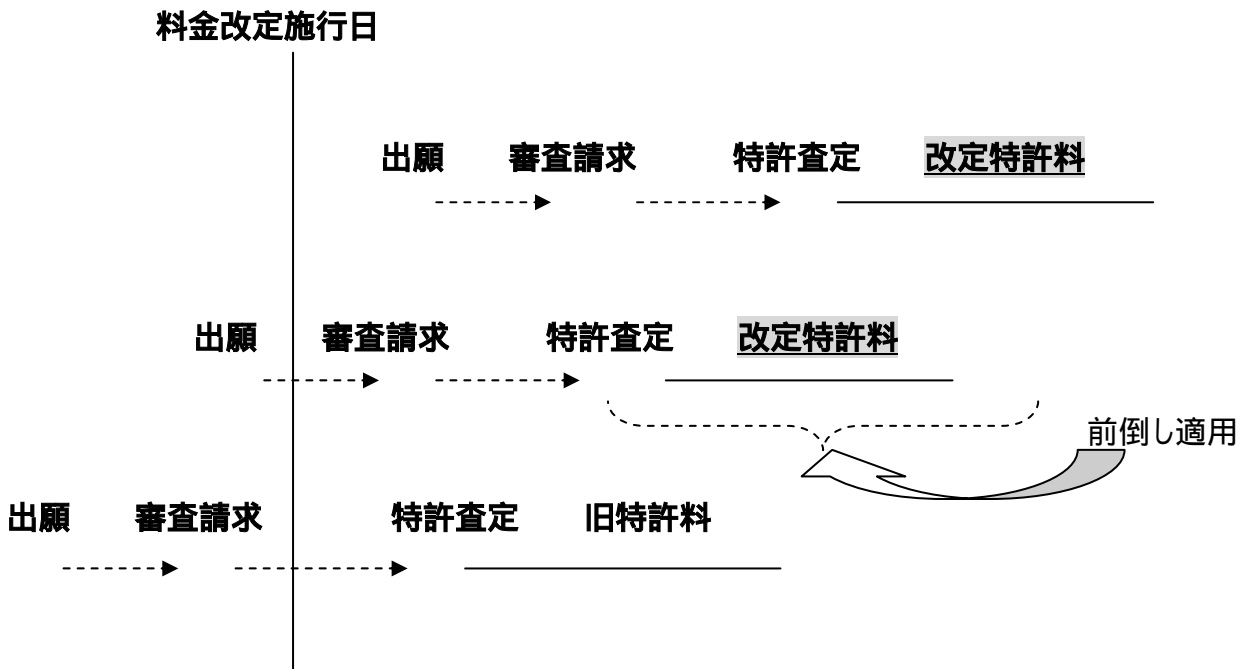 料金改定施行日
出願 審査請求 特許査定 改定特許料
出願 審査請求 特許査定 改定特許料
前倒し適用
出願 審査請求 特許査定 旧特許料